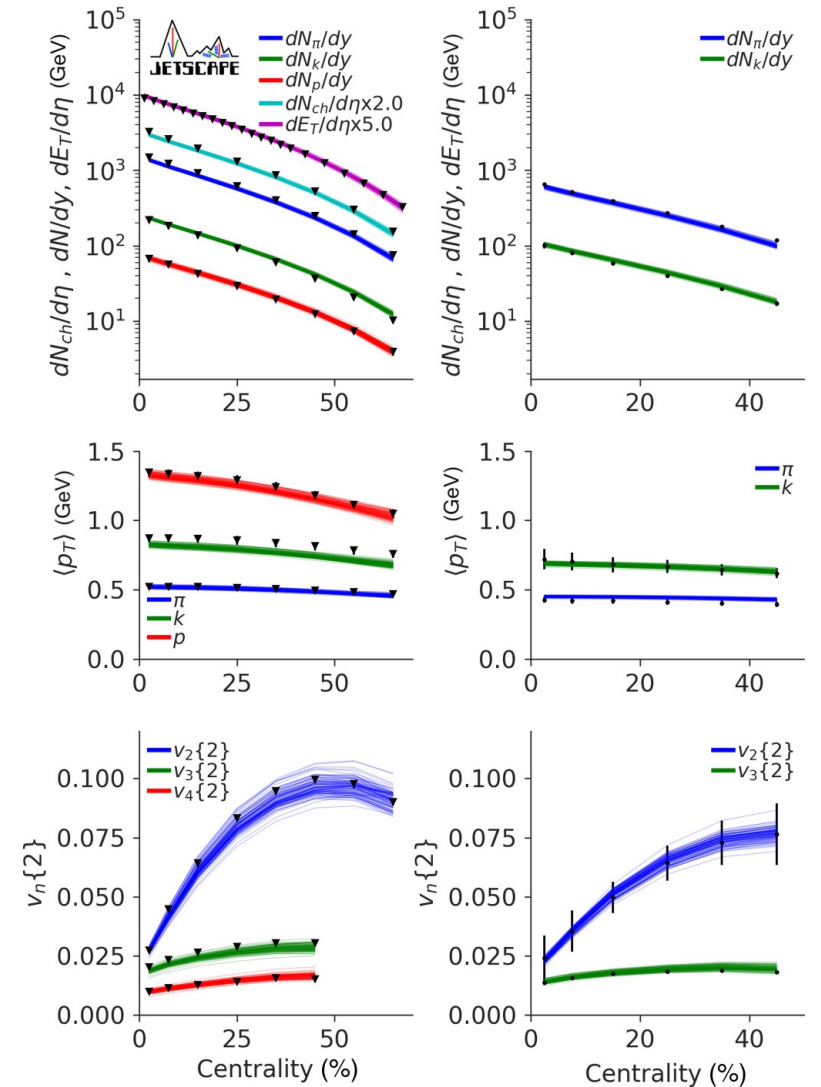 JETSCAPE
dN_π/dy
dN_k/dy
dN_p/dy
dN_ch/dηx2.0
dE_T/dηx5.0
10^5
10^4
10^3
10^2
10^1
dN_ch/dη , dN/dy, dE_T/dη (GeV)
0 25 50
dN_π/dy
dN_k/dy
10^5
10^4
10^3
10^2
10^1
dN_ch/dη , dN/dy, dE_T/dη (GeV)
0 20 40
1.5
1.0
0.5
0.0
⟨p_T⟩ (GeV)
π
k
p
0 25 50
π
k
1.5
1.0
0.5
0.0
⟨p_T⟩ (GeV)
0 20 40
v_2{2}
v_3{2}
v_4{2}
0.100
0.075
0.050
0.025
0.000
v_n{2}
0 25 50
Centrality (%)
v_2{2}
v_3{2}
0.100
0.075
0.050
0.025
0.000
v_n{2}
0 20 40
Centrality (%)